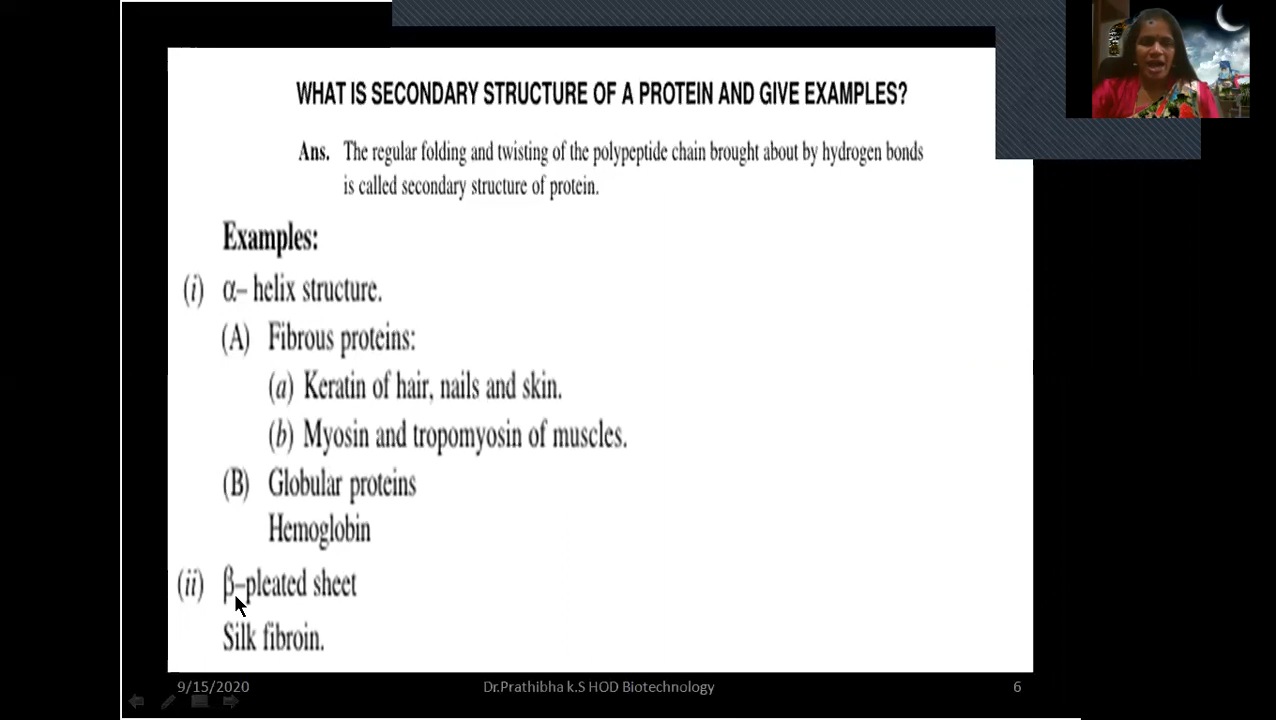 WHAT IS SECONDARY STRUCTURE OF A PROTEIN AND GIVE EXAMPLES?
Ans. The regular folding and twisting of the polypeptide chain brought about by hydrogen bonds
is called secondary structure of protein.
Examples:
(i) α– helix structure.
(A) Fibrous proteins:
(a) Keratin of hair, nails and skin.
(b) Myosin and tropomyosin of muscles.
(B) Globular proteins
Hemoglobin
(ii) β–pleated sheet
Silk fibroin.
9/15/2020 Dr.Prathibha k.S HOD Biotechnology 6